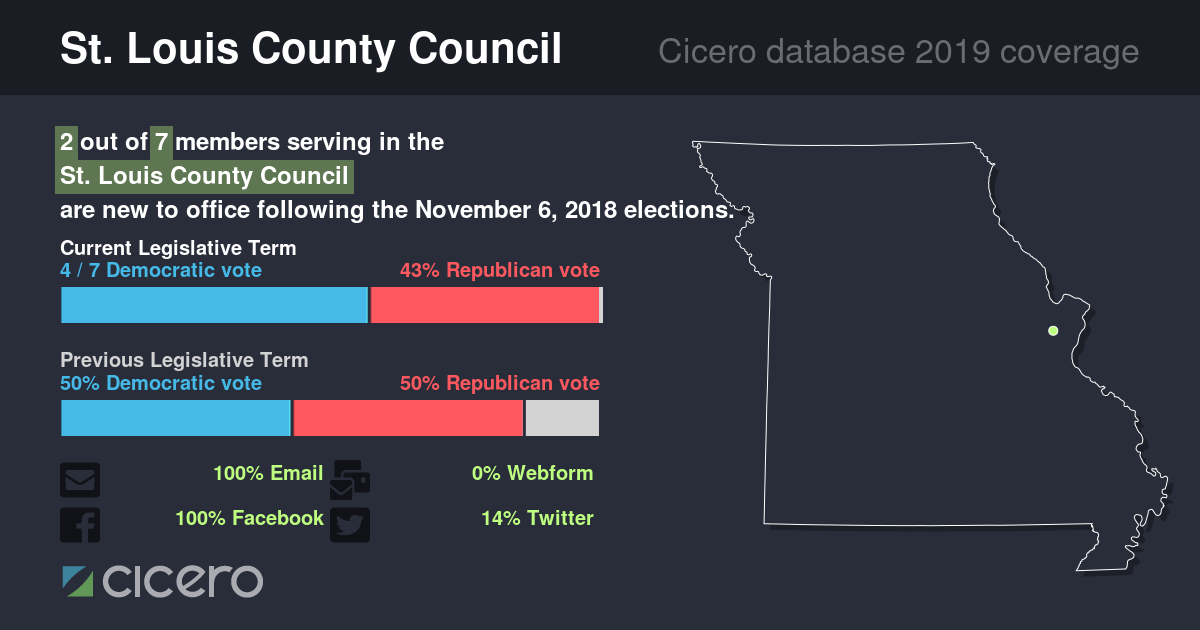 St. Louis County Council
Cicero database 2019 coverage
2 out of 7 members serving in the
St. Louis County Council
are new to office following the November 6, 2018 elections.
Current Legislative Term
4 / 7 Democratic vote
43% Republican vote
Previous Legislative Term
50% Democratic vote
50% Republican vote
100% Email
0% Webform
100% Facebook
14% Twitter
cicero